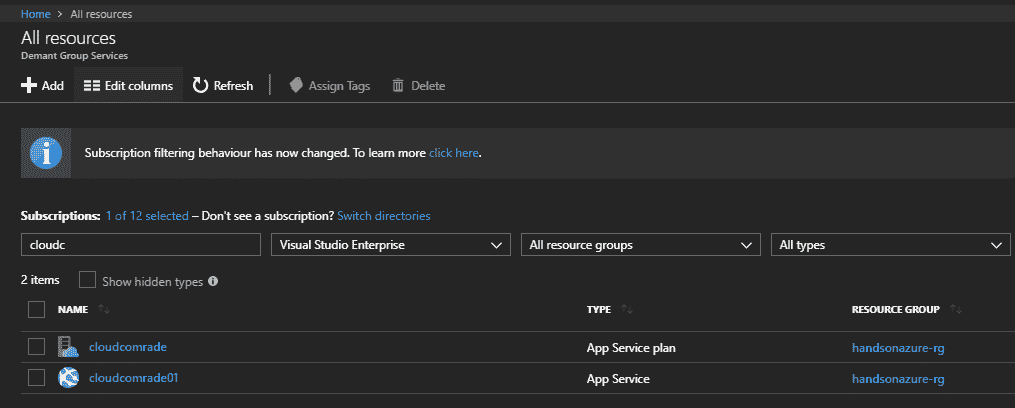 Home > All resources
All resources
Demant Group Services
Add Edit columns Refresh Assign Tags Delete
Subscription filtering behaviour has now changed. To learn more click here.
Subscriptions: 1 of 12 selected – Don't see a subscription? Switch directories
cloudc Visual Studio Enterprise All resource groups All types
2 items Show hidden types
NAME TYPE RESOURCE GROUP
cloudcomrade App Service plan handsonazure-rg
cloudcomrade01 App Service handsonazure-rg